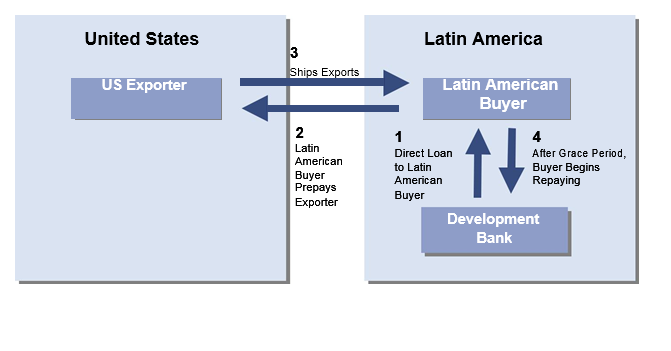 United States
US Exporter
3
Ships Exports
2
Latin
American
Buyer
Prepays
Exporter
Latin America
Latin American
Buyer
1
Direct Loan
to Latin
American
Buyer
4
After Grace Period,
Buyer Begins
Repaying
Development
Bank